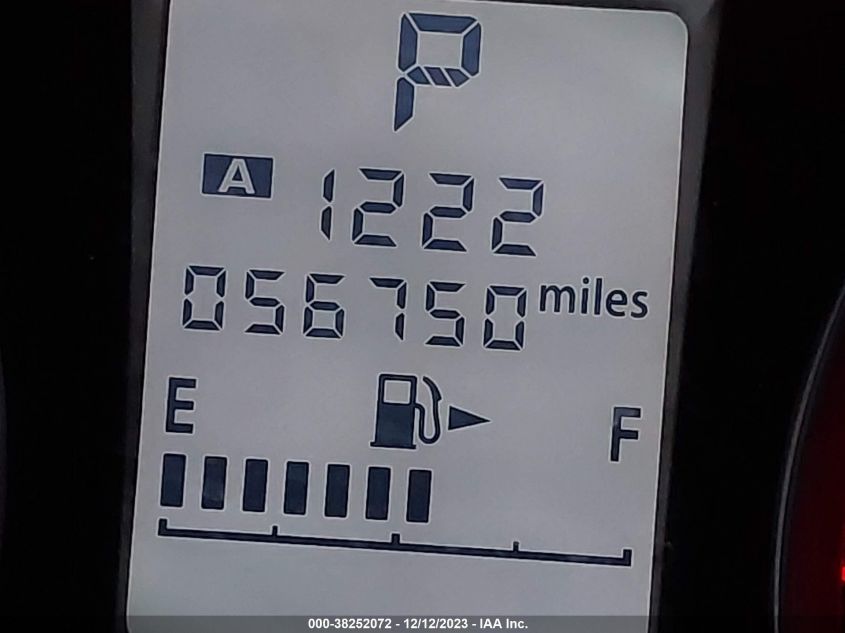 P
A 1222
056750 miles
E F
000-38252072 - 12/12/2023 - IAA Inc.